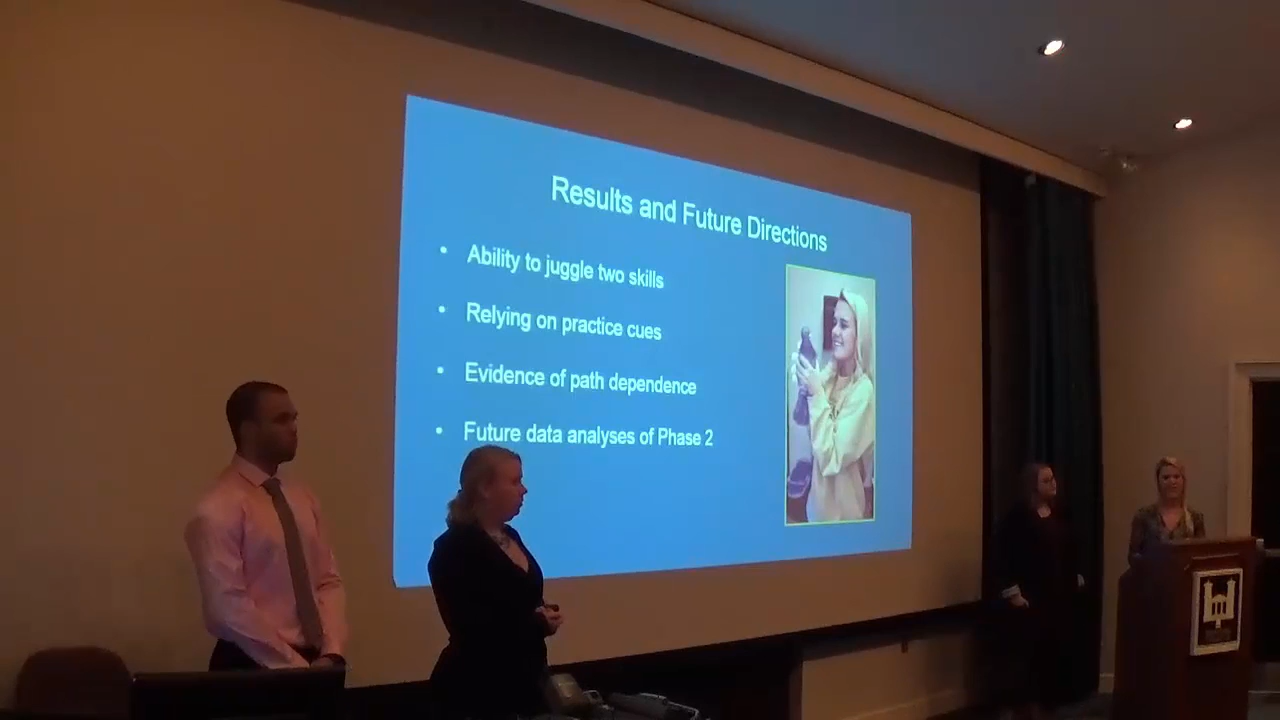 Results and Future Directions
• Ability to juggle two skills
• Relying on practice cues
• Evidence of path dependence
• Future data analyses of Phase 2